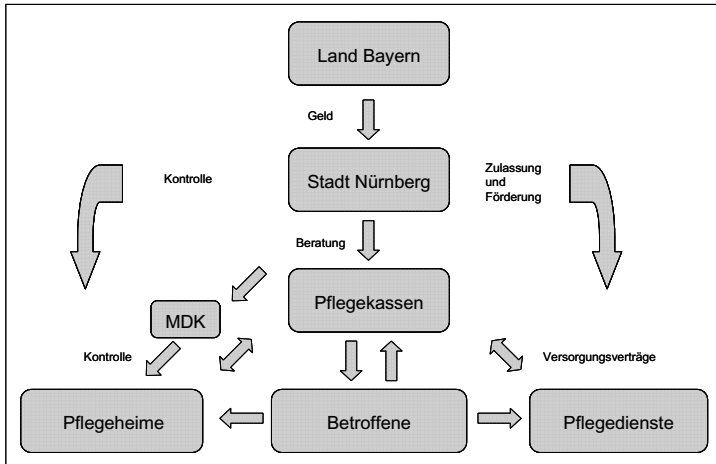 Land Bayern
Geld
Kontrolle
Stadt Nürnberg
Zulassung
und
Förderung
Beratung
Pflegekassen
MDK
Kontrolle
Versorgungsverträge
Pflegeheime
Betroffene
Pflegedienste